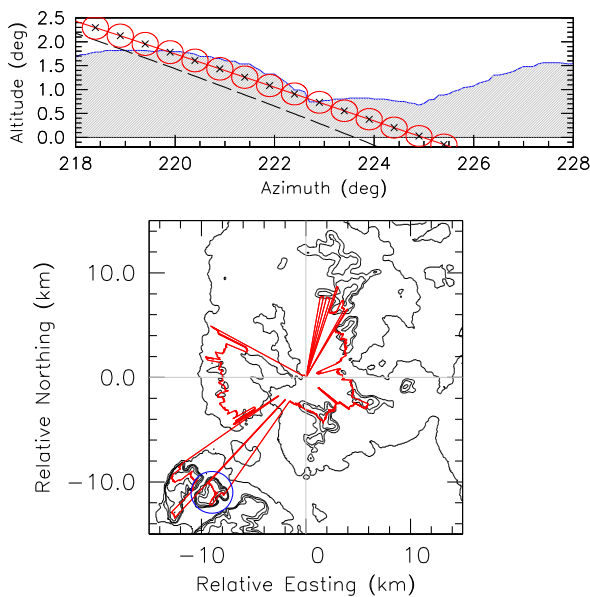 2.5
2.0
1.5
1.0
0.5
0.0
Altitude (deg)
218 220 222 224 226 228
Azimuth (deg)
10.0
0.0
-10.0
Relative Northing (km)
-10 0 10
Relative Easting (km)